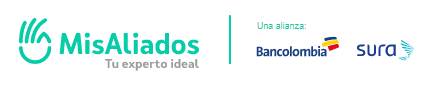 MisAliados
Tu experto ideal
Una alianza:
Bancolombia
sura